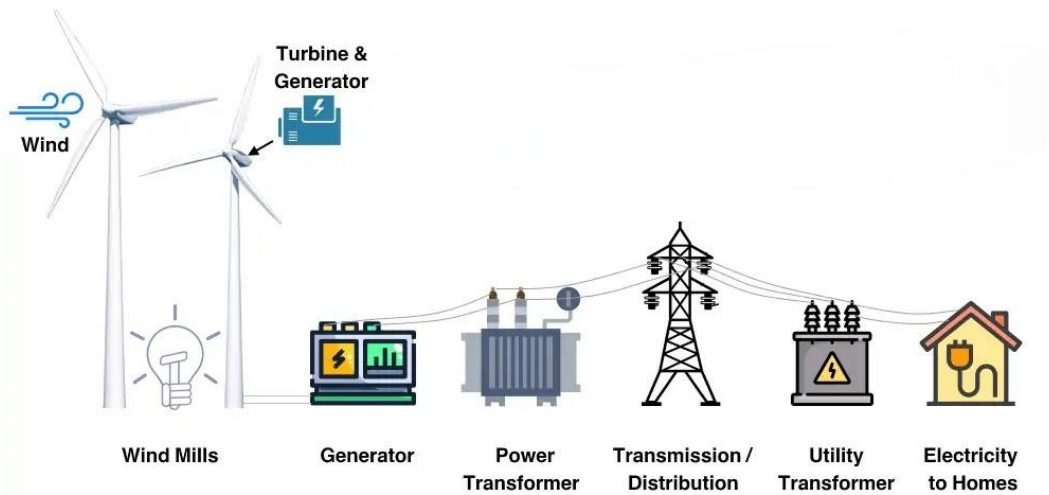 Turbine &
Generator
Wind
Wind Mills
Generator
Power
Transformer
Transmission /
Distribution
Utility
Transformer
Electricity
to Homes